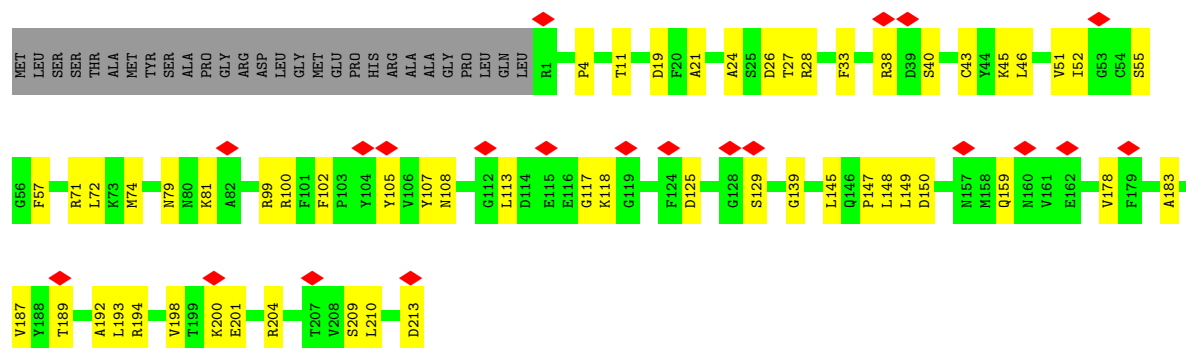 MET LEU SER SER THR ALA MET TYR SER ALA PRO GLY ARG ASP LEU GLY MET GLU PRO HIS ARG ALA ALA GLY PRO LEU GLN LEU R1 P4 T11 D19 F20 A21 A24 S25 D26 T27 R28 F33 R38 D39 S40 C43 Y44 K45 L46 V51 I52 G53 C54 S55
G56 F57 R71 L72 K73 M74 N79 N80 K81 A82 R99 R100 F101 F102 P103 Y104 Y105 V106 Y107 N108 G112 L113 D114 E115 E116 G117 K118 G119 F124 D125 G128 S129 G139 L145 Q146 P147 L148 L149 D150 N157 M158 Q159 N160 V161 E162 V178 F179 A183
V187 Y188 T189 A192 L193 R194 V198 T199 K200 E201 R204 T207 V208 S209 L210 D213